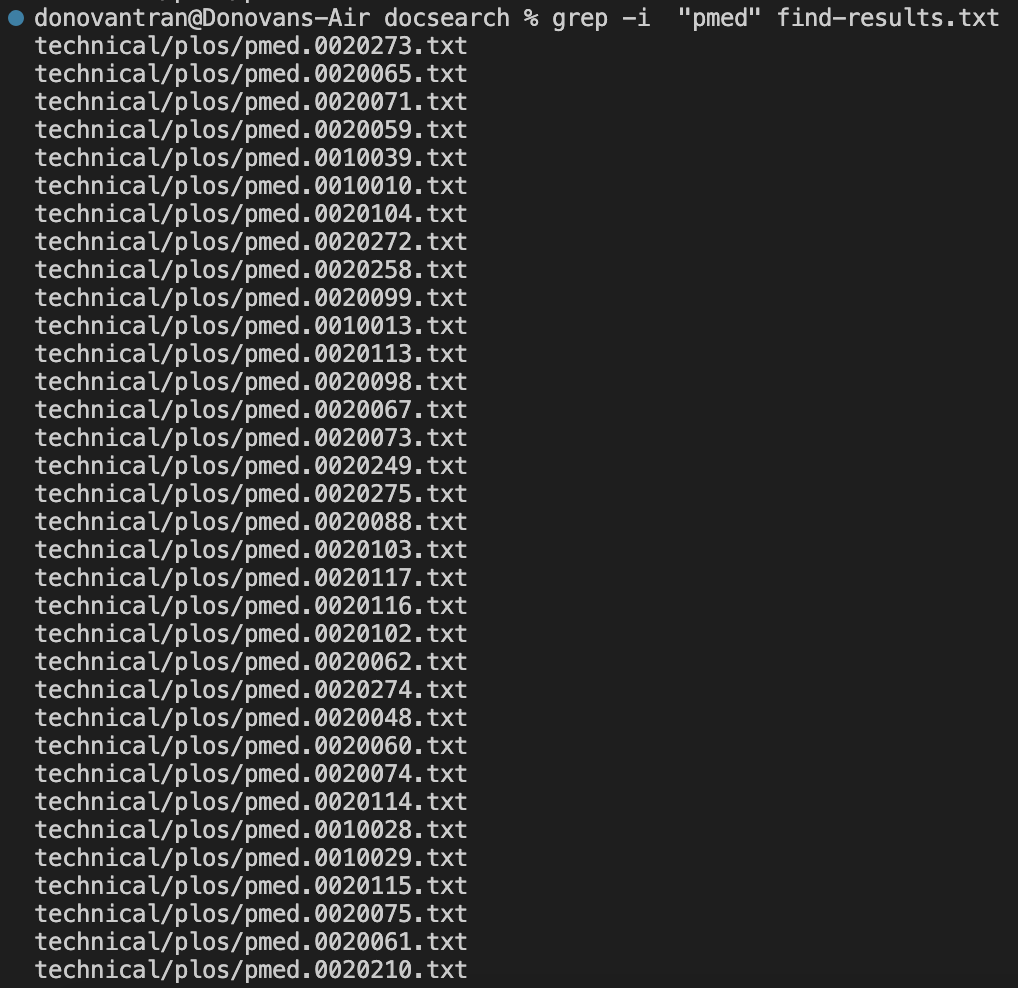 donovantran@Donovans-Air docsearch % grep -i  "pmed" find-results.txt
technical/plos/pmed.0020273.txt
technical/plos/pmed.0020065.txt
technical/plos/pmed.0020071.txt
technical/plos/pmed.0020059.txt
technical/plos/pmed.0010039.txt
technical/plos/pmed.0010010.txt
technical/plos/pmed.0020104.txt
technical/plos/pmed.0020272.txt
technical/plos/pmed.0020258.txt
technical/plos/pmed.0020099.txt
technical/plos/pmed.0010013.txt
technical/plos/pmed.0020113.txt
technical/plos/pmed.0020098.txt
technical/plos/pmed.0020067.txt
technical/plos/pmed.0020073.txt
technical/plos/pmed.0020249.txt
technical/plos/pmed.0020275.txt
technical/plos/pmed.0020088.txt
technical/plos/pmed.0020103.txt
technical/plos/pmed.0020117.txt
technical/plos/pmed.0020116.txt
technical/plos/pmed.0020102.txt
technical/plos/pmed.0020062.txt
technical/plos/pmed.0020274.txt
technical/plos/pmed.0020048.txt
technical/plos/pmed.0020060.txt
technical/plos/pmed.0020074.txt
technical/plos/pmed.0020114.txt
technical/plos/pmed.0010028.txt
technical/plos/pmed.0010029.txt
technical/plos/pmed.0020115.txt
technical/plos/pmed.0020075.txt
technical/plos/pmed.0020061.txt
technical/plos/pmed.0020210.txt